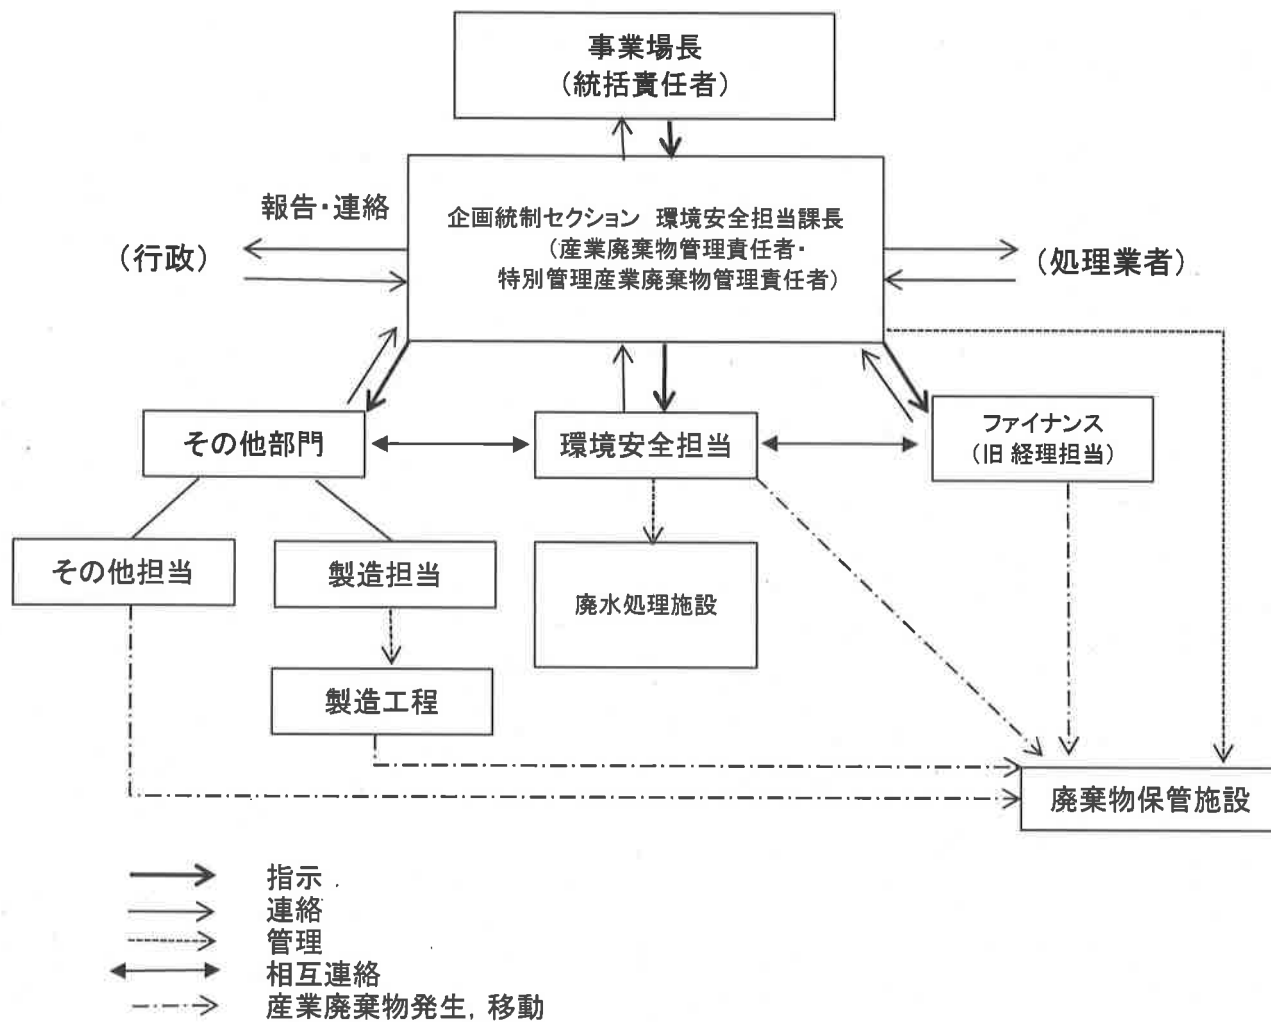 事業場長
（統括責任者）
報告・連絡
企画統制セクション 環境安全担当課長
（産業廃棄物管理責任者・
特別管理産業廃棄物管理責任者）
（行政）
（処理業者）
その他部門
環境安全担当
ファイナンス
（旧 経理担当）
その他担当
製造担当
廃水処理施設
製造工程
廃棄物保管施設
指示
連絡
管理
相互連絡
産業廃棄物発生, 移動